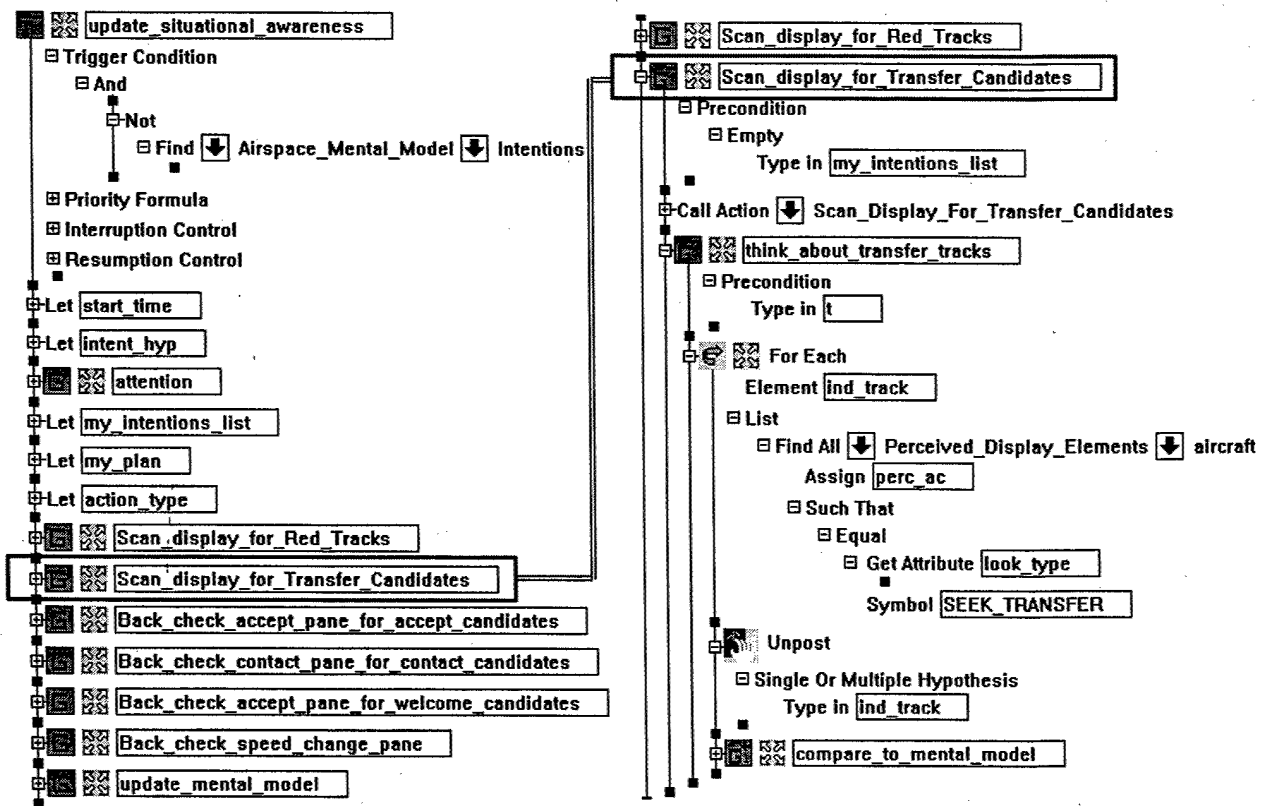 update_situational_awareness
Trigger Condition
And
Not
Find Airspace_Mental_Model Intentions
Priority Formula
Interruption Control
Resumption Control
Let start_time
Let intent_hyp
G attention
Let my_intentions_list
Let my_plan
Let action_type
G Scan_display_for_Red_Tracks
G Scan_display_for_Transfer_Candidates
G Back_check_accept_pane_for_accept_candidates
G Back_check_contact_pane_for_contact_candidates
G Back_check_accept_pane_for_welcome_candidates
G Back_check_speed_change_pane
G update_mental_model
G Scan_display_for_Red_Tracks
G Scan_display_for_Transfer_Candidates
Precondition
Empty
Type in my_intentions_list
Call Action Scan_Display_For_Transfer_Candidates
G think_about_transfer_tracks
Precondition
Type in t
For Each
Element ind_track
List
Find All Perceived_Display_Elements aircraft
Assign perc_ac
Such That
Equal
Get Attribute look_type
Symbol SEEK_TRANSFER
Unpost
Single Or Multiple Hypothesis
Type in ind_track
G compare_to_mental_model